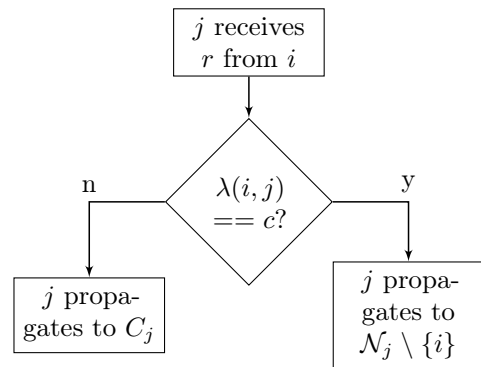 j receives
r from i
λ(i, j)
== c?
n
y
j propa-
gates to C_j
j propa-
gates to
𝒩_j \ {i}